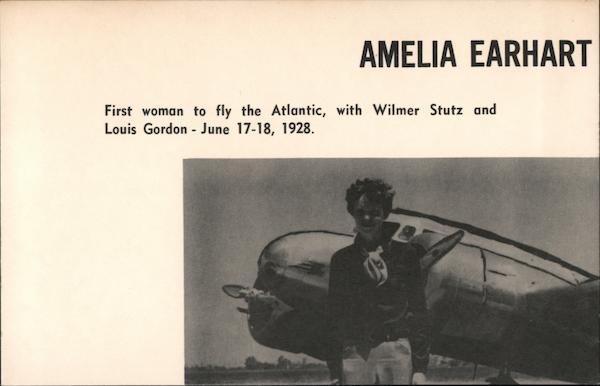 AMELIA EARHART
First woman to fly the Atlantic, with Wilmer Stutz and
Louis Gordon - June 17-18, 1928.